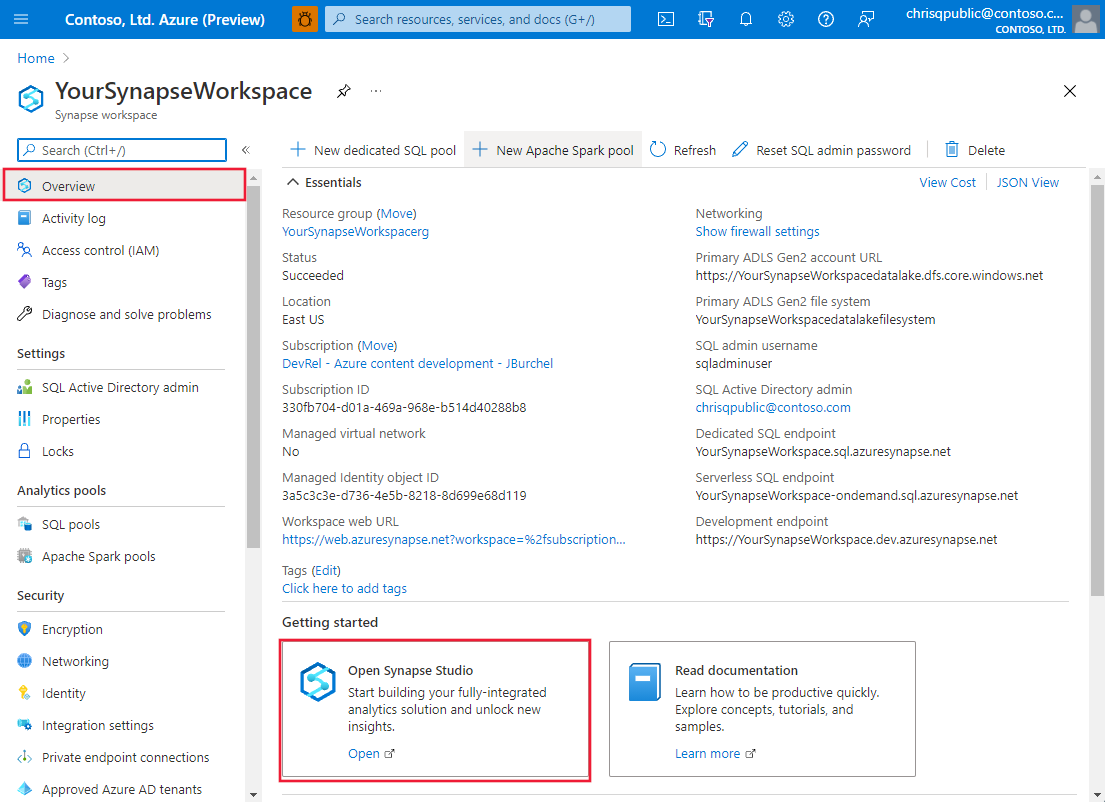 Contoso, Ltd. Azure (Preview)
Search resources, services, and docs (G+/)
chrisqpublic@contoso.c...
CONTOSO, LTD.
Home
YourSynapseWorkspace
Synapse workspace
Search (Ctrl+/)
Overview
Activity log
Access control (IAM)
Tags
Diagnose and solve problems
Settings
SQL Active Directory admin
Properties
Locks
Analytics pools
SQL pools
Apache Spark pools
Security
Encryption
Networking
Identity
Integration settings
Private endpoint connections
Approved Azure AD tenants
New dedicated SQL pool
New Apache Spark pool
Refresh
Reset SQL admin password
Delete
Essentials
View Cost
JSON View
Resource group (Move)
YourSynapseWorkspacerg
Status
Succeeded
Location
East US
Subscription (Move)
DevRel - Azure content development - JBurchel
Subscription ID
330fb704-d01a-469a-968e-b514d40288b8
Managed virtual network
No
Managed Identity object ID
3a5c3c3e-d736-4e5b-8218-8d699e68d119
Workspace web URL
https://web.azuresynapse.net?workspace=%2fsubscription...
Tags (Edit)
Click here to add tags
Networking
Show firewall settings
Primary ADLS Gen2 account URL
https://YourSynapseWorkspacedatalake.dfs.core.windows.net
Primary ADLS Gen2 file system
YourSynapseWorkspacedatalakefilesystem
SQL admin username
sqladminuser
SQL Active Directory admin
chrisqpublic@contoso.com
Dedicated SQL endpoint
YourSynapseWorkspace.sql.azuresynapse.net
Serverless SQL endpoint
YourSynapseWorkspace-ondemand.sql.azuresynapse.net
Development endpoint
https://YourSynapseWorkspace.dev.azuresynapse.net
Getting started
Open Synapse Studio
Start building your fully-integrated
analytics solution and unlock new
insights.
Open
Read documentation
Learn how to be productive quickly.
Explore concepts, tutorials, and
samples.
Learn more